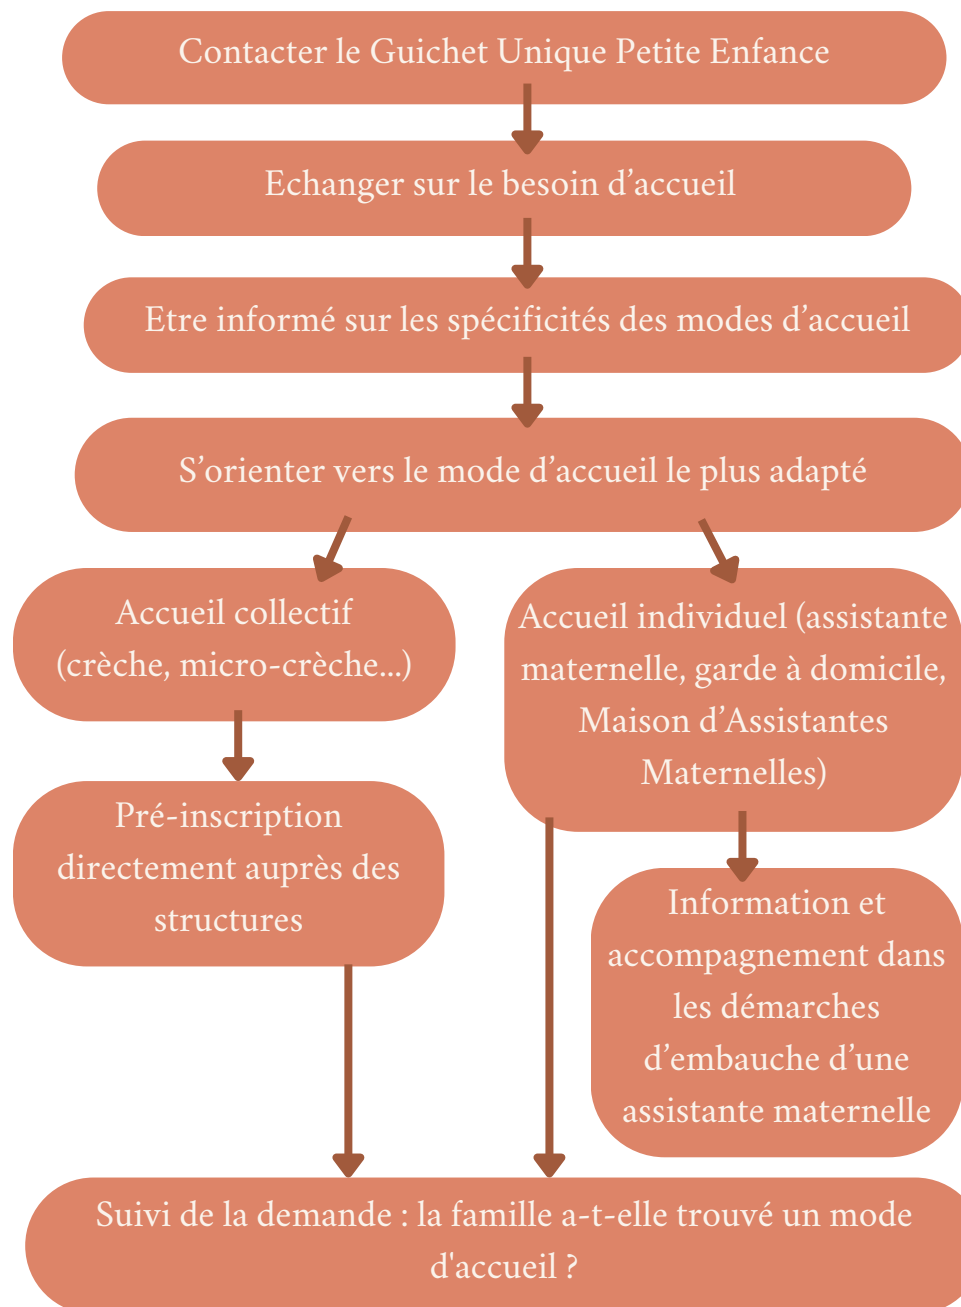 Contacter le Guichet Unique Petite Enfance
Echanger sur le besoin d’accueil
Etre informé sur les spécificités des modes d’accueil
S’orienter vers le mode d’accueil le plus adapté
Accueil collectif
(crèche, micro-crèche...)
Pré-inscription
directement auprès des
structures
Accueil individuel (assistante
maternelle, garde à domicile,
Maison d’Assistantes
Maternelles)
Information et
accompagnement dans
les démarches
d’embauche d’une
assistante maternelle
Suivi de la demande : la famille a-t-elle trouvé un mode
d'accueil ?